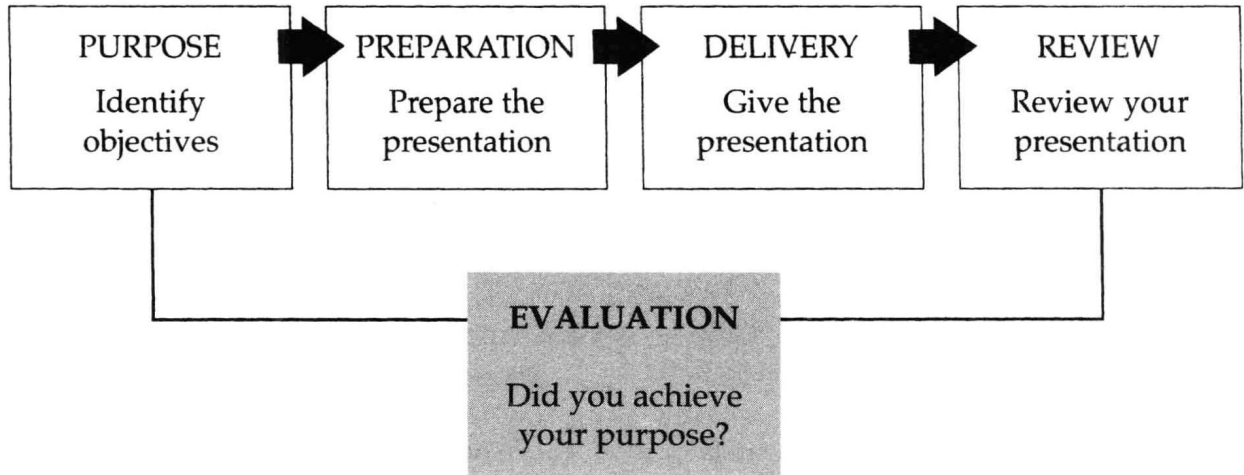 PURPOSE
Identify
objectives
PREPARATION
Prepare the
presentation
DELIVERY
Give the
presentation
REVIEW
Review your
presentation
EVALUATION
Did you achieve
your purpose?